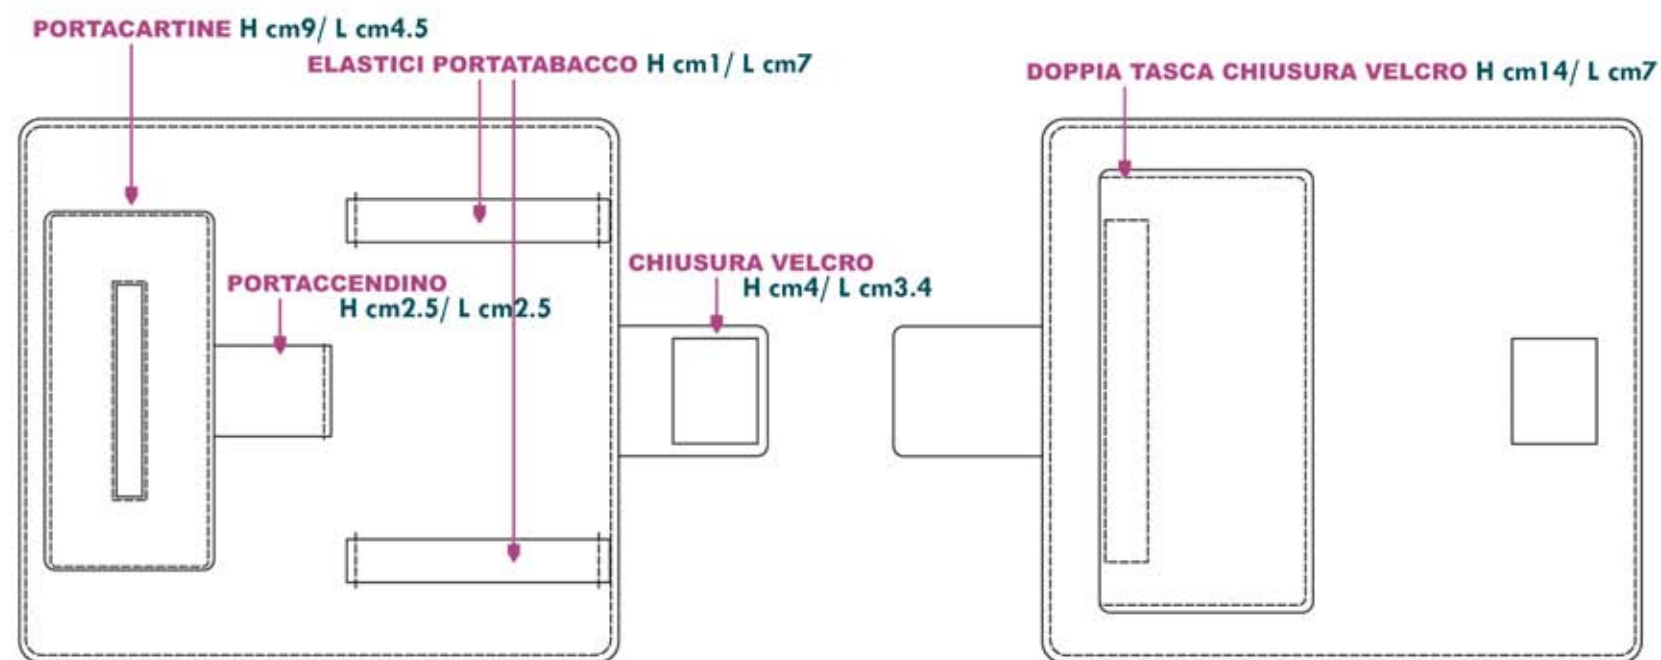 PORTACARTINE H cm9/ L cm4.5
ELASTICI PORTATABACCO H cm1/ L cm7
DOPPIA TASCA CHIUSURA VELCRO H cm14/ L cm7
PORTACCENDINO
H cm2.5/ L cm2.5
CHIUSURA VELCRO
H cm4/ L cm3.4